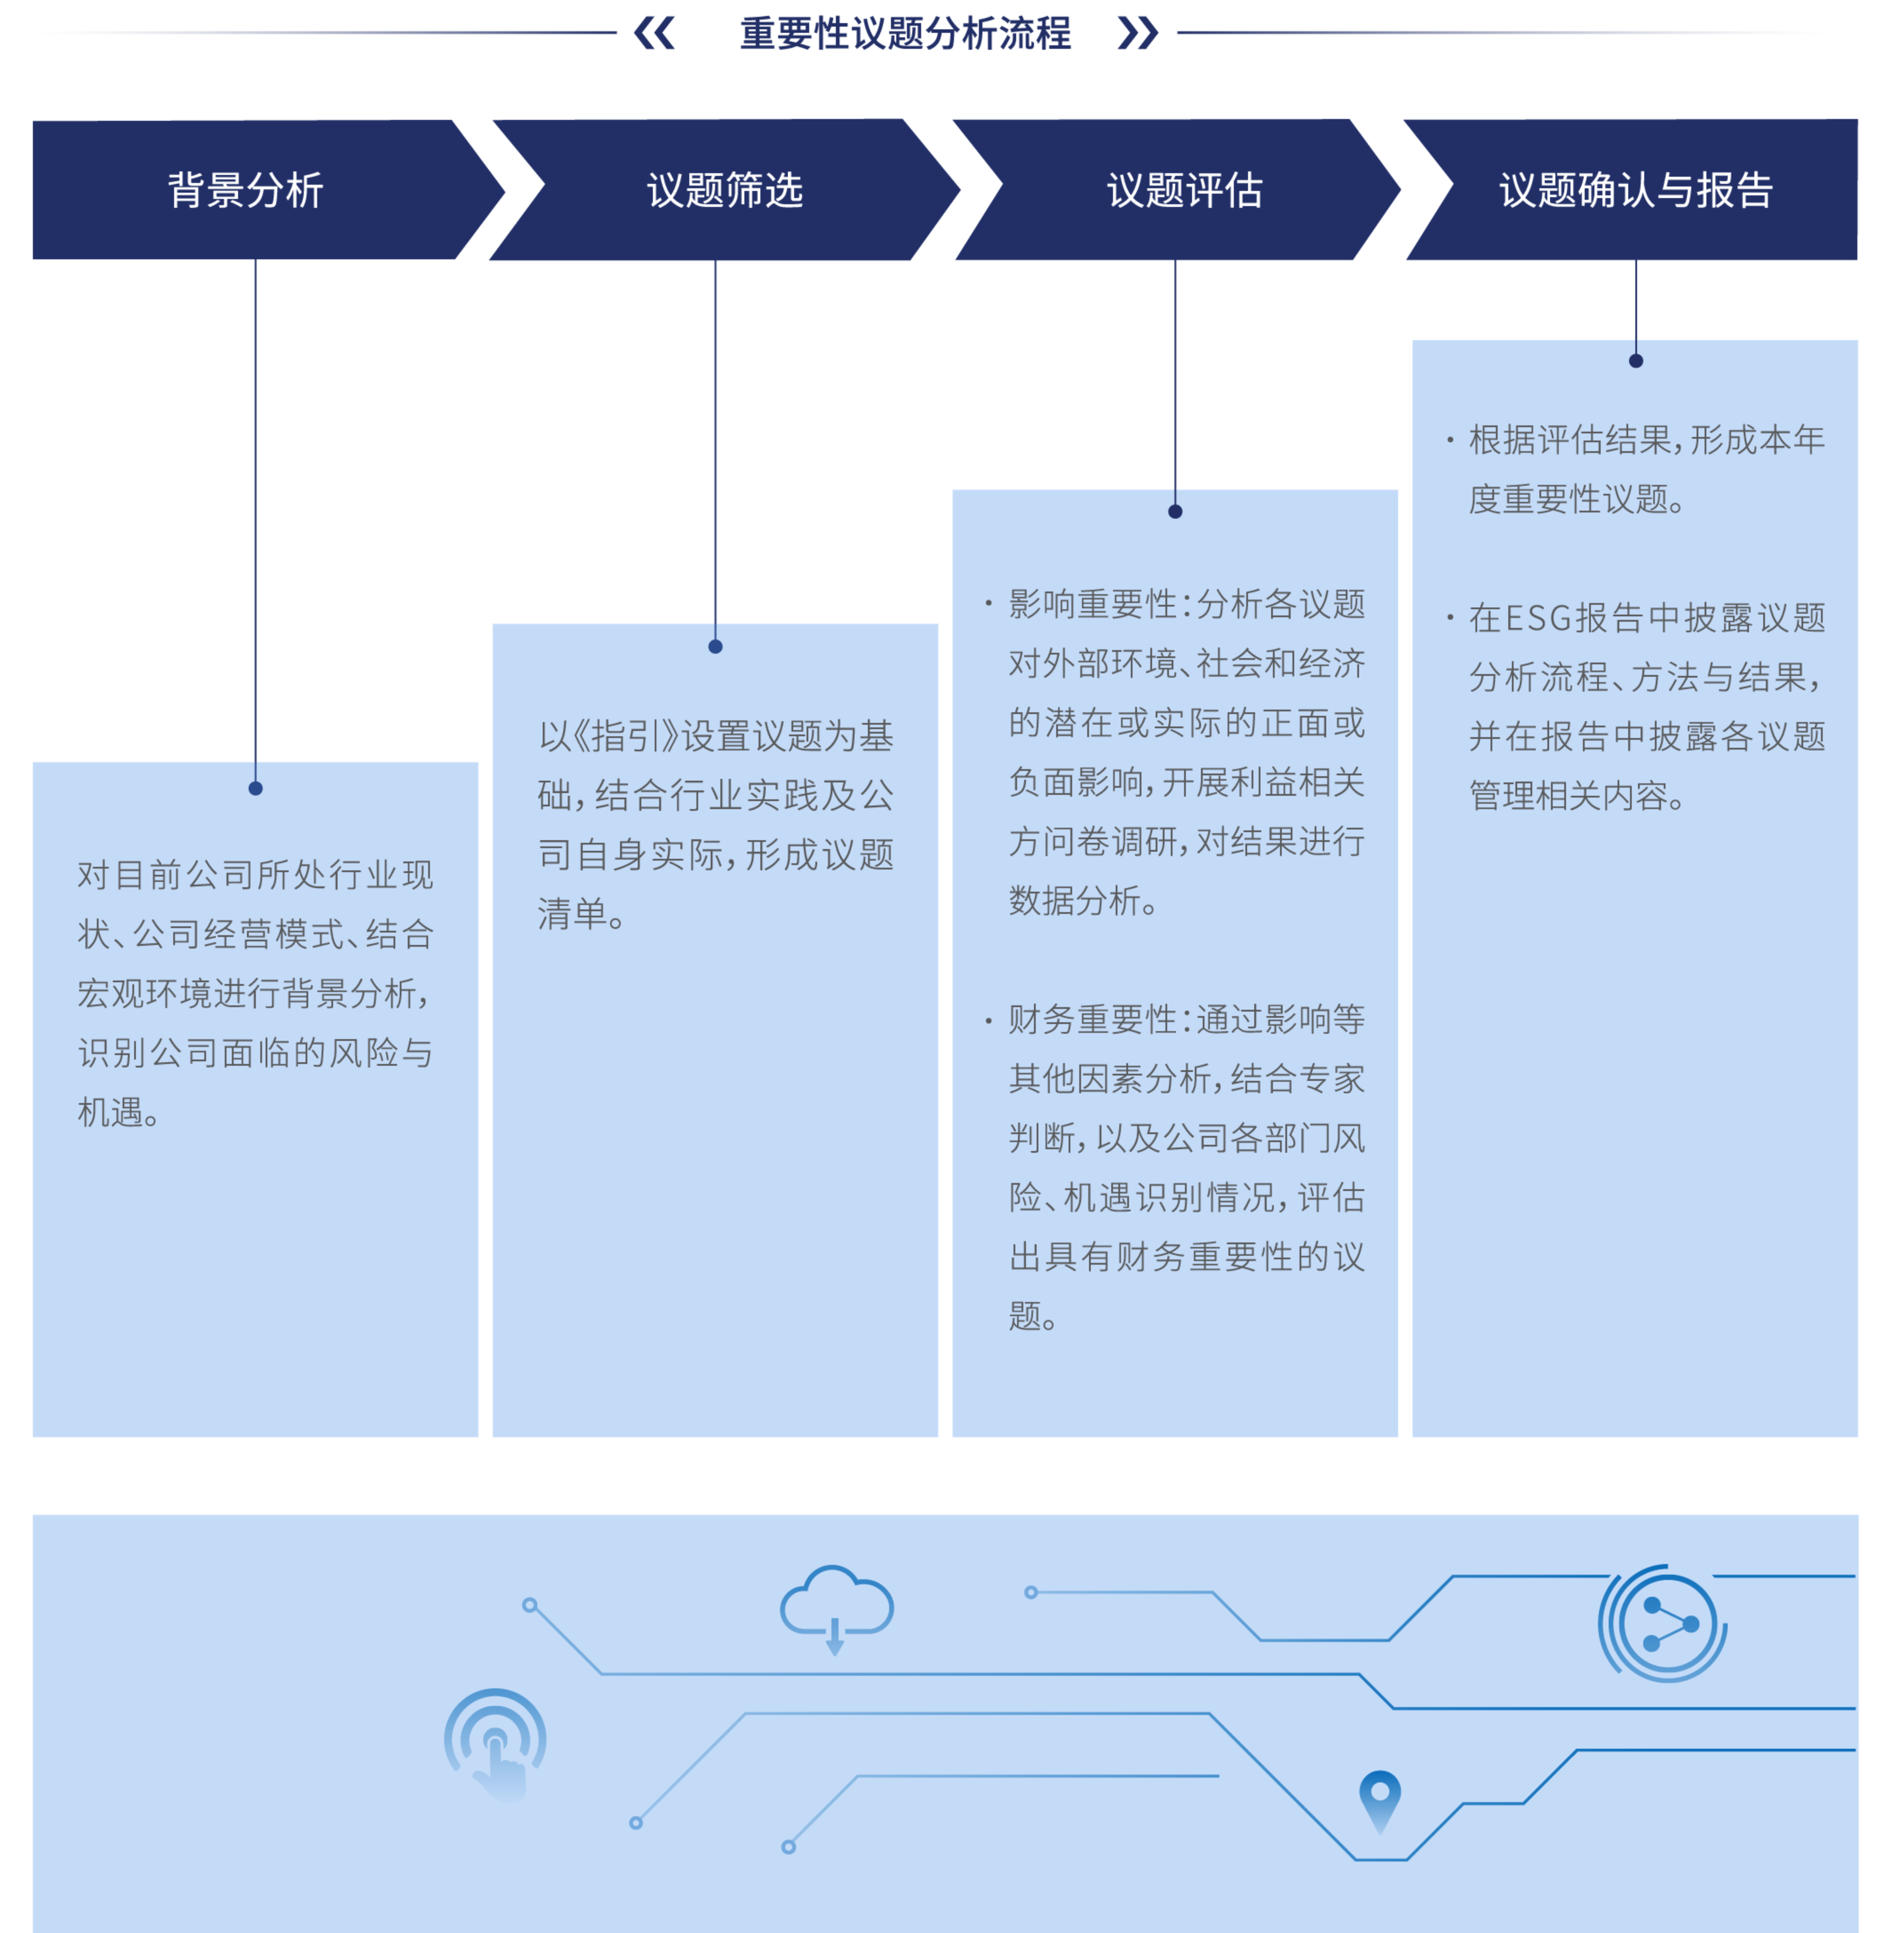 重要性议题分析流程
背景分析
议题筛选
议题评估
议题确认与报告
对目前公司所处行业现
状、公司经营模式、结合
宏观环境进行背景分析，
识别公司面临的风险与
机遇。
以《指引》设置议题为基
础，结合行业实践及公
司自身实际，形成议题
清单。
· 影响重要性：分析各议题
对外部环境、社会和经济
的潜在或实际的正面或
负面影响，开展利益相关
方问卷调研，对结果进行
数据分析。
· 财务重要性：通过影响等
其他因素分析，结合专家
判断，以及公司各部门风
险、机遇识别情况，评估
出具有财务重要性的议
题。
· 根据评估结果，形成本年
度重要性议题。
· 在ESG报告中披露议题
分析流程、方法与结果，
并在报告中披露各议题
管理相关内容。